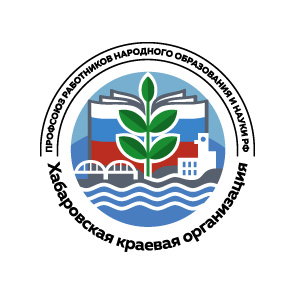 ПРОФСОЮЗ РАБОТНИКОВ НАРОДНОГО ОБРАЗОВАНИЯ И НАУКИ РФ
Хабаровская краевая организация